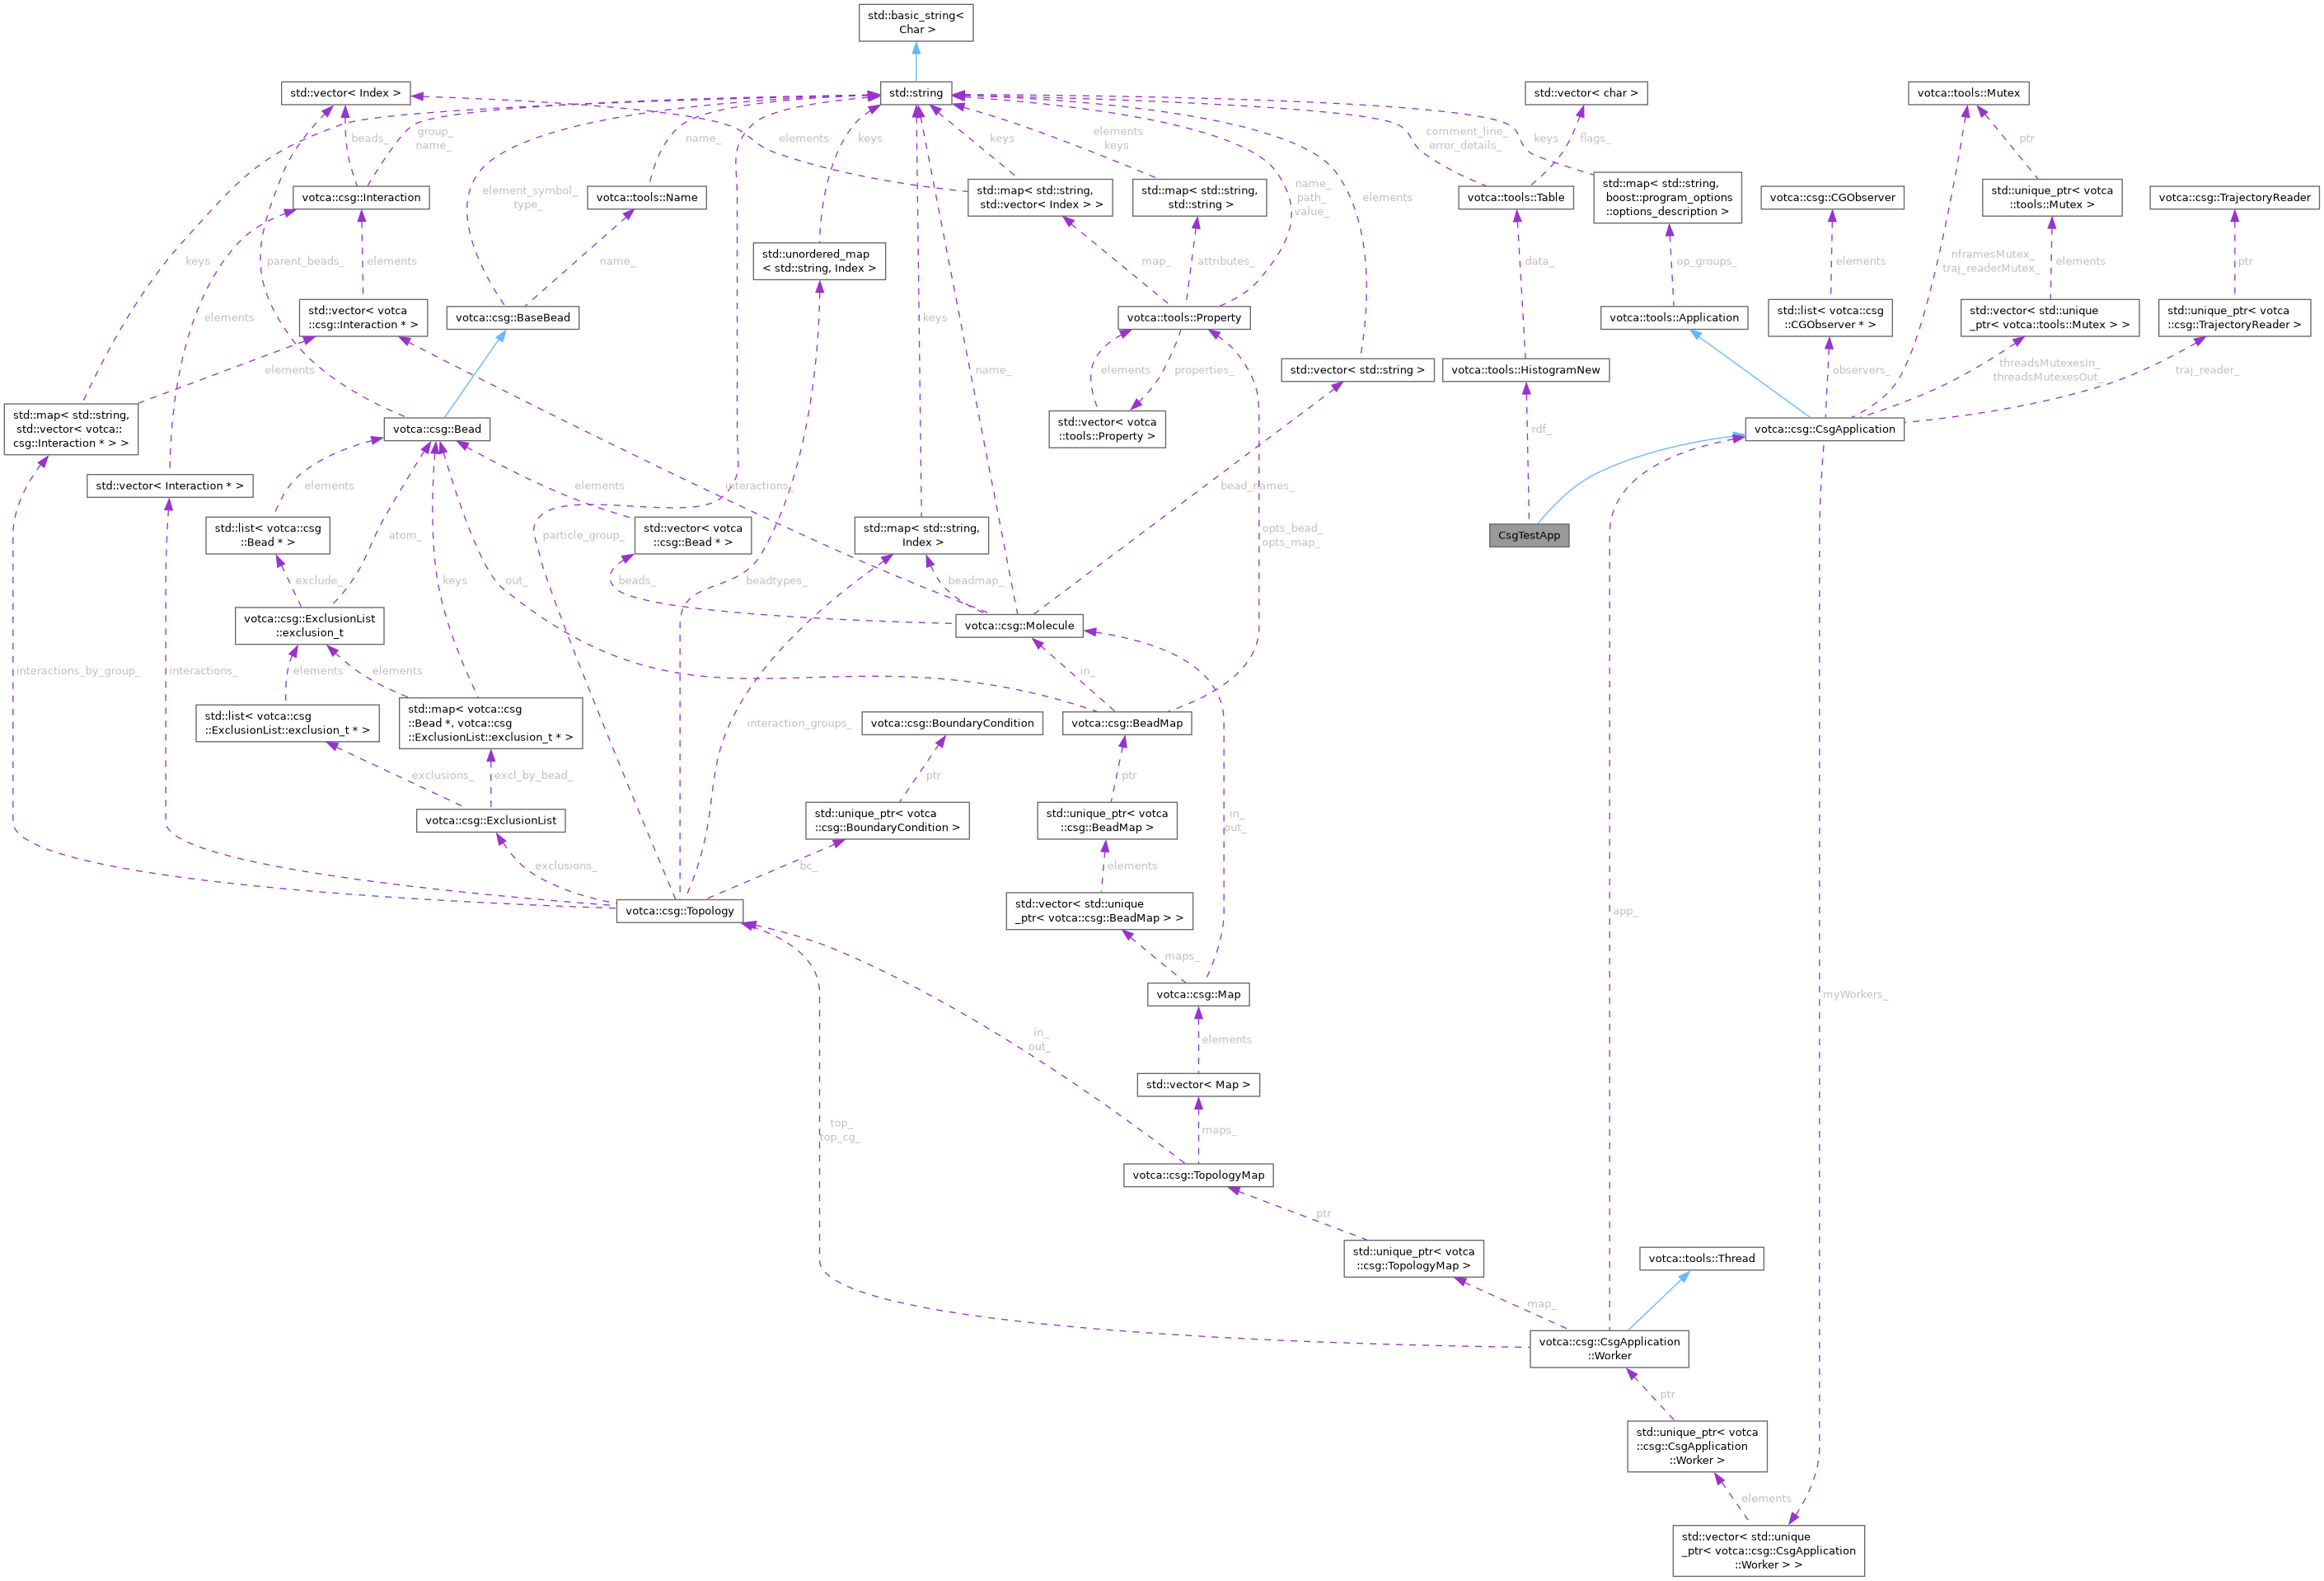 std::basic_string<
Char >
std::vector< Index >
std::string
std::vector< char >
votca::tools::Mutex
beads_
group_
name_
name_
keys
elements
keys
elements
keys
comment_line_
error_details_
keys
flags_
ptr
votca::csg::Interaction
element_symbol_
type_
votca::tools::Name
std::map< std::string,
std::vector< Index > >
std::map< std::string,
std::string >
name_
path_
value_
elements
votca::tools::Table
std::map< std::string,
boost::program_options
::options_description >
votca::csg::CGObserver
std::unique_ptr< votca
::tools::Mutex >
votca::csg::TrajectoryReader
keys
parent_beads_
elements
name_
std::unordered_map
< std::string, Index >
map_
attributes_
data_
op_groups_
elements
nframesMutex_
traj_readerMutex_
elements
ptr
elements
std::vector< votca
::csg::Interaction * >
votca::csg::BaseBead
keys
votca::tools::Property
votca::tools::Application
std::list< votca::csg
::CGObserver * >
std::vector< std::unique
_ptr< votca::tools::Mutex > >
std::unique_ptr< votca
::csg::TrajectoryReader >
elements
name_
elements
properties_
std::vector< std::string >
votca::tools::HistogramNew
observers_
threadsMutexesIn_
threadsMutexesOut_
traj_reader_
std::map< std::string,
std::vector< votca::
csg::Interaction * > >
votca::csg::Bead
std::vector< votca
::tools::Property >
rdf_
votca::csg::CsgApplication
std::vector< Interaction * >
elements
elements
interactions_
bead_names_
std::list< votca::csg
::Bead * >
atom_
particle_group_
std::vector< votca
::csg::Bead * >
std::map< std::string,
Index >
opts_bead_
opts_map_
CsgTestApp
exclude_
keys
out_
beads_
beadtypes_
beadmap_
votca::csg::ExclusionList
::exclusion_t
votca::csg::Molecule
interactions_by_group_
interactions_
elements
elements
in_
std::list< votca::csg
::ExclusionList::exclusion_t * >
std::map< votca::csg
::Bead *, votca::csg
::ExclusionList::exclusion_t * >
interaction_groups_
votca::csg::BoundaryCondition
votca::csg::BeadMap
exclusions_
excl_by_bead_
ptr
ptr
votca::csg::ExclusionList
std::unique_ptr< votca
::csg::BoundaryCondition >
std::unique_ptr< votca
::csg::BeadMap >
in_
out_
exclusions_
bc_
elements
votca::csg::Topology
std::vector< std::unique
_ptr< votca::csg::BeadMap > >
app_
maps_
votca::csg::Map
myWorkers_
in_
out_
elements
std::vector< Map >
top_
top_cg_
maps_
votca::csg::TopologyMap
ptr
std::unique_ptr< votca
::csg::TopologyMap >
votca::tools::Thread
map_
votca::csg::CsgApplication
::Worker
ptr
std::unique_ptr< votca
::csg::CsgApplication
::Worker >
elements
std::vector< std::unique
_ptr< votca::csg::CsgApplication
::Worker > >